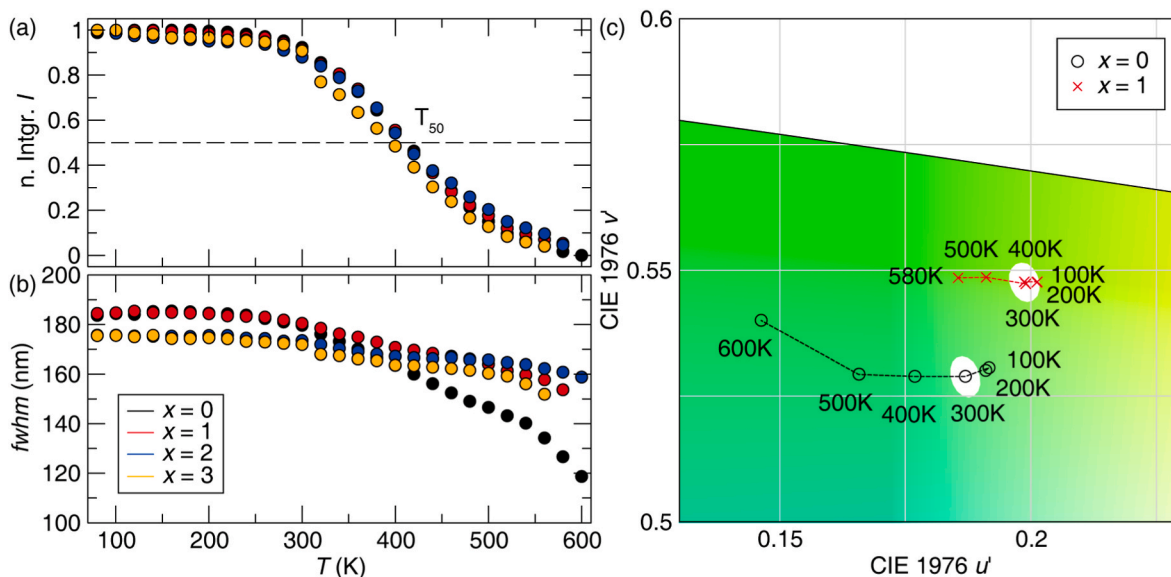 (a)
1
0.8
0.6
0.4
0.2
0
n. Intgr. I
T50
(b)
200
180
160
140
120
100
fwhm (nm)
x = 0
x = 1
x = 2
x = 3
100 200 300 400 500 600
T (K)
(c)
0.6
0.55
0.5
CIE 1976 v'
x = 0
x = 1
500K 400K
580K 100K
200K
300K
600K 100K
200K
500K 400K 300K
0.15 0.2
CIE 1976 u'